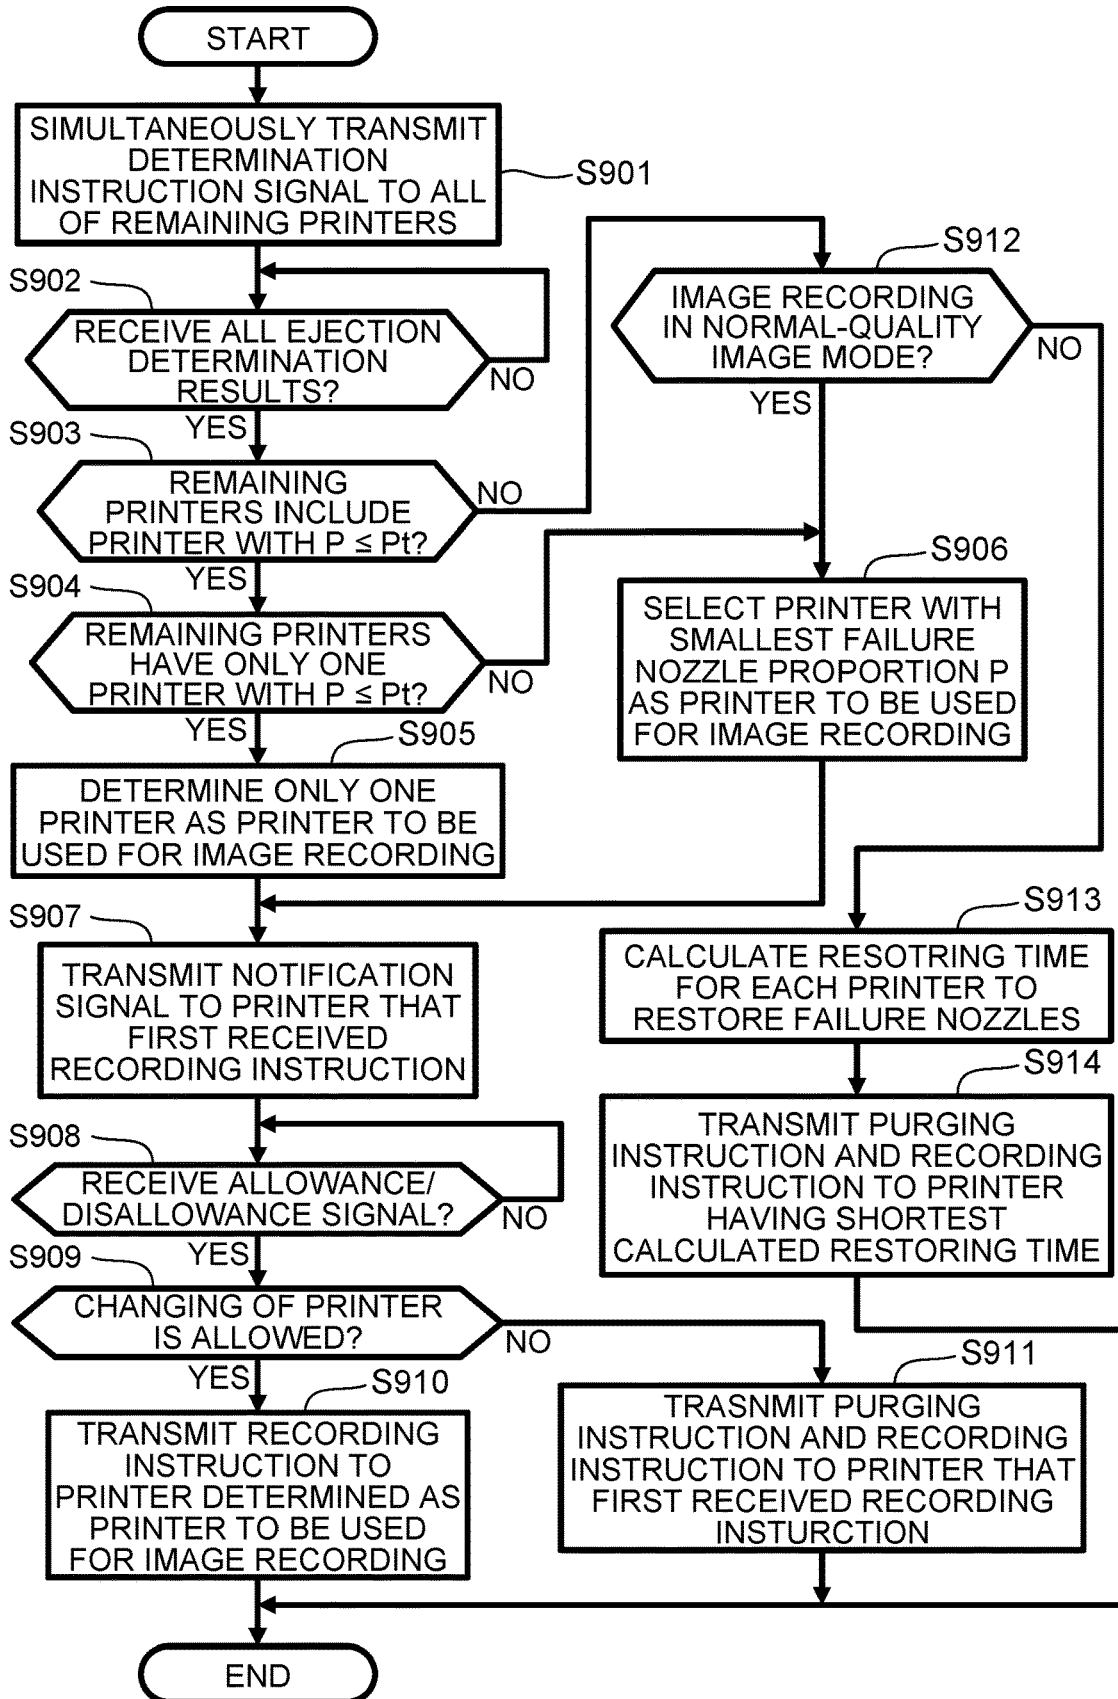 START
SIMULTANEOUSLY TRANSMIT
DETERMINATION
INSTRUCTION SIGNAL TO ALL
OF REMAINING PRINTERS
S901
S902
RECEIVE ALL EJECTION
DETERMINATION
RESULTS?
NO
YES
S903
REMAINING
PRINTERS INCLUDE
PRINTER WITH P ≤ Pt?
NO
YES
S904
REMAINING PRINTERS
HAVE ONLY ONE
PRINTER WITH P ≤ Pt?
NO
YES
S905
DETERMINE ONLY ONE
PRINTER AS PRINTER TO BE
USED FOR IMAGE RECORDING
S907
TRANSMIT NOTIFICATION
SIGNAL TO PRINTER THAT
FIRST RECEIVED
RECORDING INSTRUCTION
S908
RECEIVE ALLOWANCE/
DISALLOWANCE SIGNAL?
NO
YES
S909
CHANGING OF PRINTER
IS ALLOWED?
NO
YES
S910
TRANSMIT RECORDING
INSTRUCTION TO
PRINTER DETERMINED AS
PRINTER TO BE USED
FOR IMAGE RECORDING
END
S912
IMAGE RECORDING
IN NORMAL-QUALITY
IMAGE MODE?
NO
YES
S906
SELECT PRINTER WITH
SMALLEST FAILURE
NOZZLE PROPORTION P
AS PRINTER TO BE USED
FOR IMAGE RECORDING
S913
CALCULATE RESOTRING TIME
FOR EACH PRINTER TO
RESTORE FAILURE NOZZLES
S914
TRANSMIT PURGING
INSTRUCTION AND RECORDING
INSTRUCTION TO PRINTER
HAVING SHORTEST
CALCULATED RESTORING TIME
S911
TRASNMIT PURGING
INSTRUCTION AND RECORDING
INSTRUCTION TO PRINTER THAT
FIRST RECEIVED RECORDING
INSTURCTION